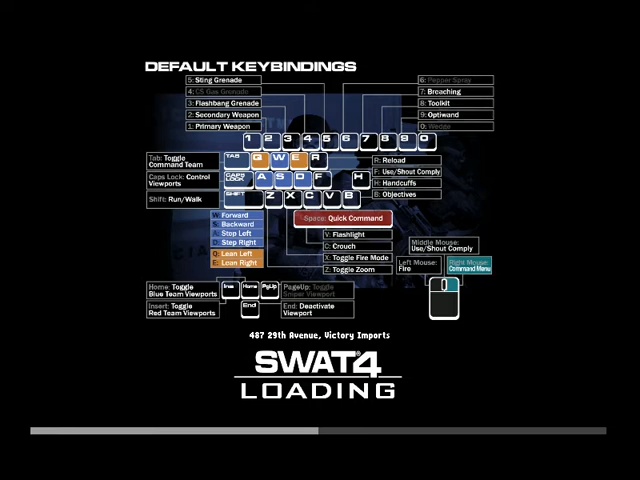 DEFAULT KEYBINDINGS
5: Sting Grenade
4: CS Gas Grenade
3: Flashbang Grenade
2: Secondary Weapon
1: Primary Weapon
6: Pepper Spray
7: Breaching
8: Toolkit
9: Optiwand
0: Wedge
1 2 3 4 5 6 7 8 9 0
TAB Q W E R
CAPS LOCK A S D F H
SHIFT Z X C V B
Tab: Toggle
Command Team
Caps Lock: Control
Viewports
Shift: Run/Walk
R: Reload
F: Use/Shout Comply
H: Handcuffs
B: Objectives
W: Forward
S: Backward
A: Step Left
D: Step Right
Q: Lean Left
E: Lean Right
Space: Quick Command
V: Flashlight
C: Crouch
X: Toggle Fire Mode
Z: Toggle Zoom
Middle Mouse:
Use/Shout Comply
Left Mouse:
Fire
Right Mouse:
Command Menu
Home: Toggle
Blue Team Viewports
Insert: Toggle
Red Team Viewports
Inse Home PgUp
End
PageUp: Toggle
Sniper Viewport
End: Deactivate
Viewport
487 29th Avenue, Victory Imports
SWAT 4
LOADING